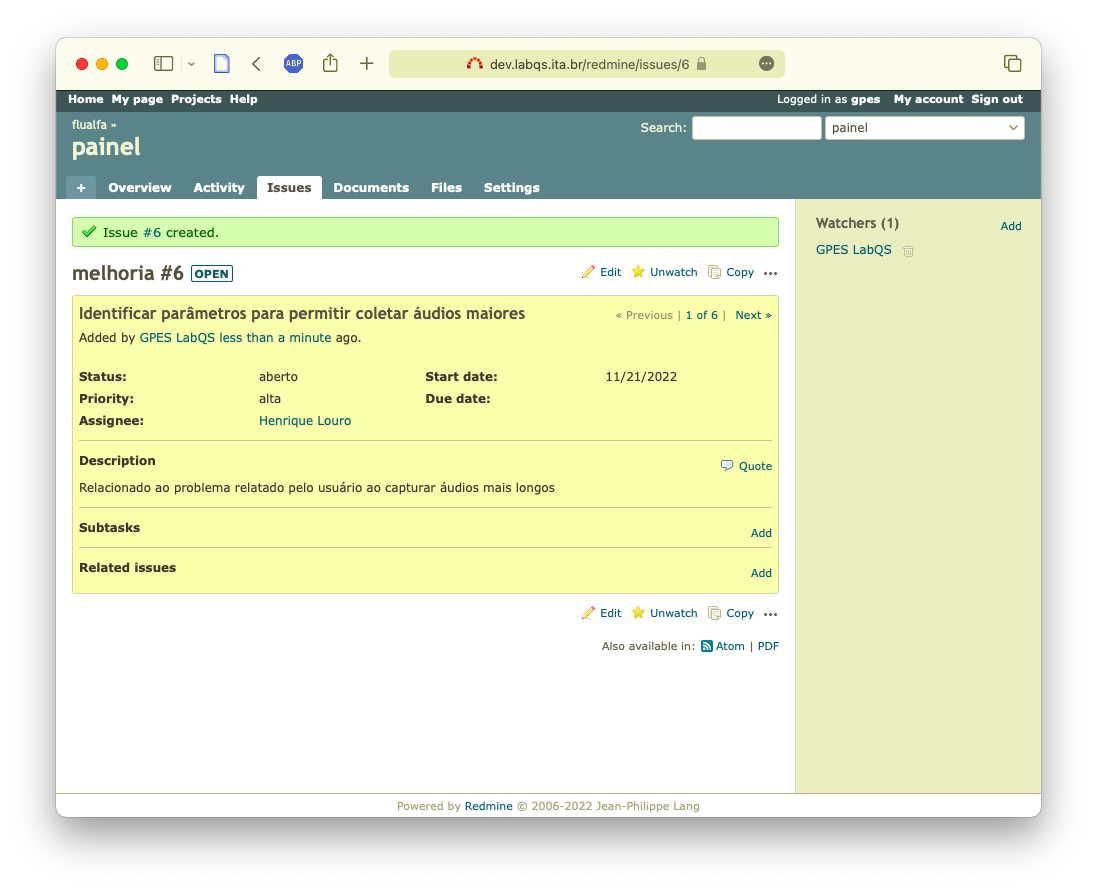 ABP
dev.labqs.ita.br/redmine/issues/6
Home My page Projects Help
Logged in as gpes My account Sign out
flualfa »
Search: painel
painel
+ Overview Activity Issues Documents Files Settings
Issue #6 created.
Watchers (1) Add
GPES LabQS
melhoria #6 OPEN
Edit Unwatch Copy •••
Identificar parâmetros para permitir coletar áudios maiores
« Previous | 1 of 6 | Next »
Added by GPES LabQS less than a minute ago.
Status: aberto Start date: 11/21/2022
Priority: alta Due date:
Assignee: Henrique Louro
Description
Quote
Relacionado ao problema relatado pelo usuário ao capturar áudios mais longos
Subtasks
Add
Related issues
Add
Edit Unwatch Copy •••
Also available in: Atom | PDF
Powered by Redmine © 2006-2022 Jean-Philippe Lang